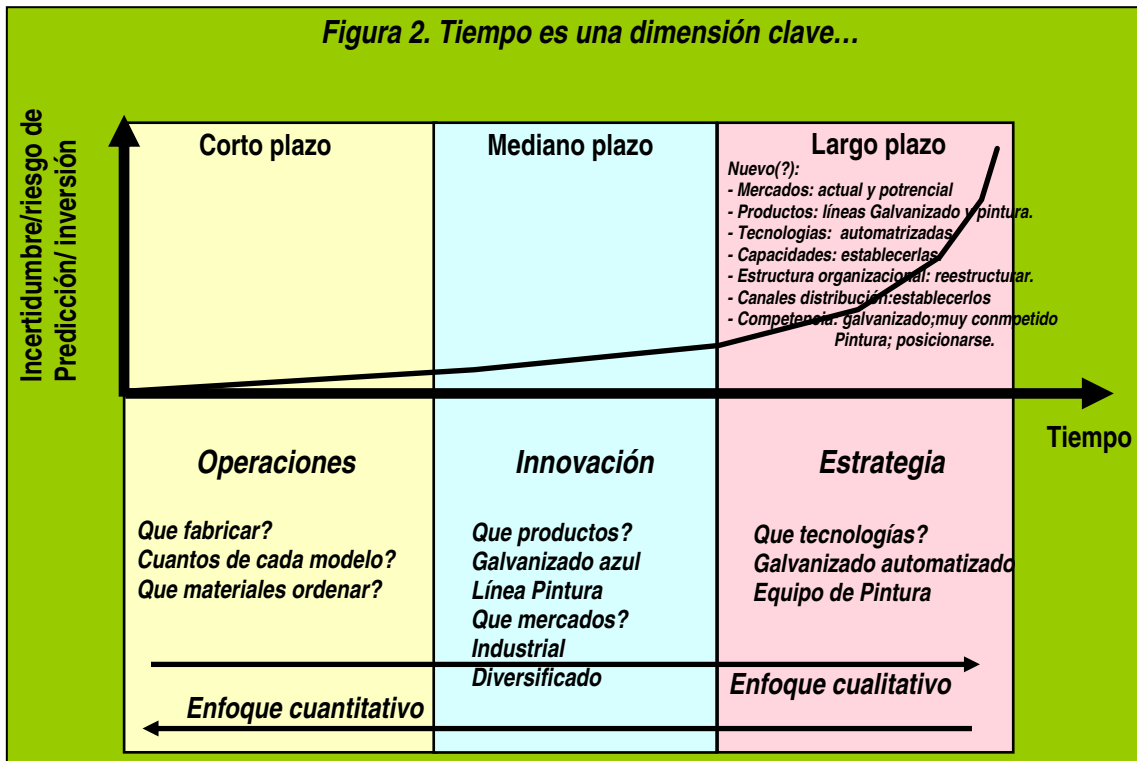 Figura 2. Tiempo es una dimensión clave…
Incertidumbre/riesgo de
Predicción/ inversión
Corto plazo
Mediano plazo
Largo plazo
Nuevo(?):
- Mercados: actual y potrencial
- Productos: líneas Galvanizado y pintura.
- Tecnologias: automatrizadas
- Capacidades: establecerlas.
- Estructura organizacional: reestructurar.
- Canales distribución:establecerlos
- Competencia: galvanizado;muy conmpetido
Pintura; posicionarse.
Tiempo
Operaciones
Que fabricar?
Cuantos de cada modelo?
Que materiales ordenar?
Innovación
Que productos?
Galvanizado azul
Línea Pintura
Que mercados?
Industrial
Diversificado
Estrategia
Que tecnologías?
Galvanizado automatizado
Equipo de Pintura
Enfoque cualitativo
Enfoque cuantitativo